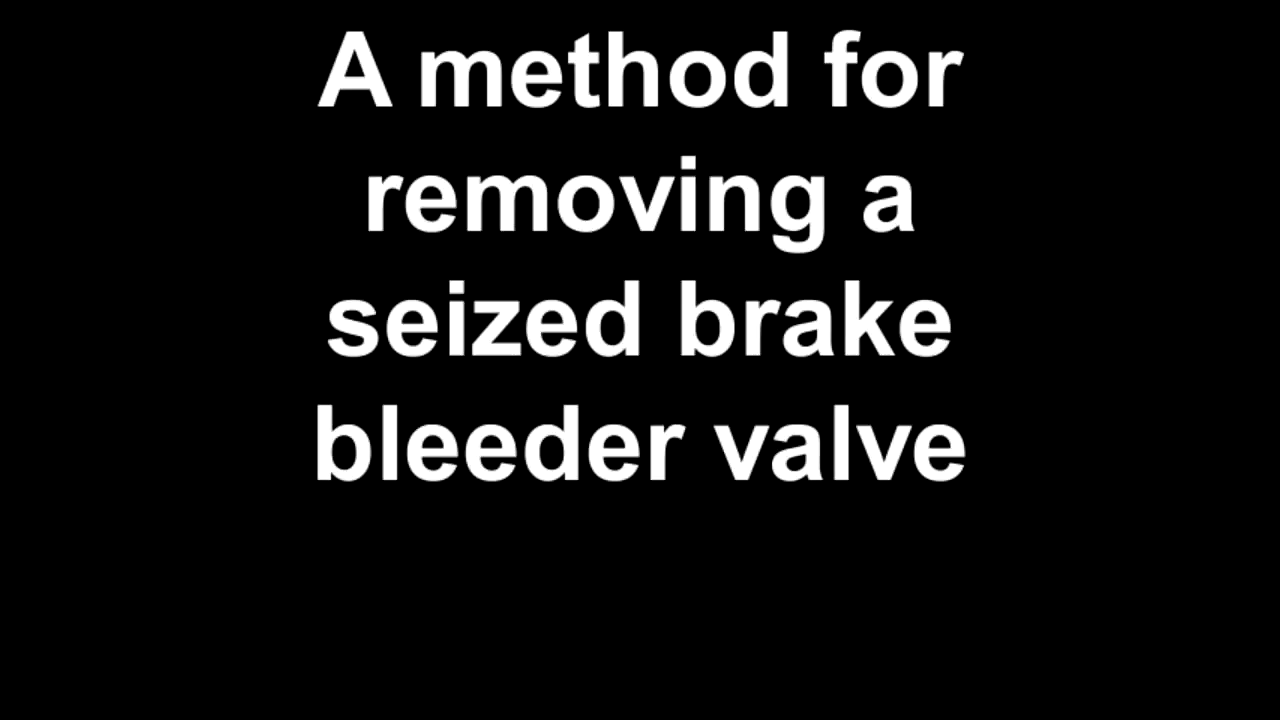 A method for
removing a
seized brake
bleeder valve